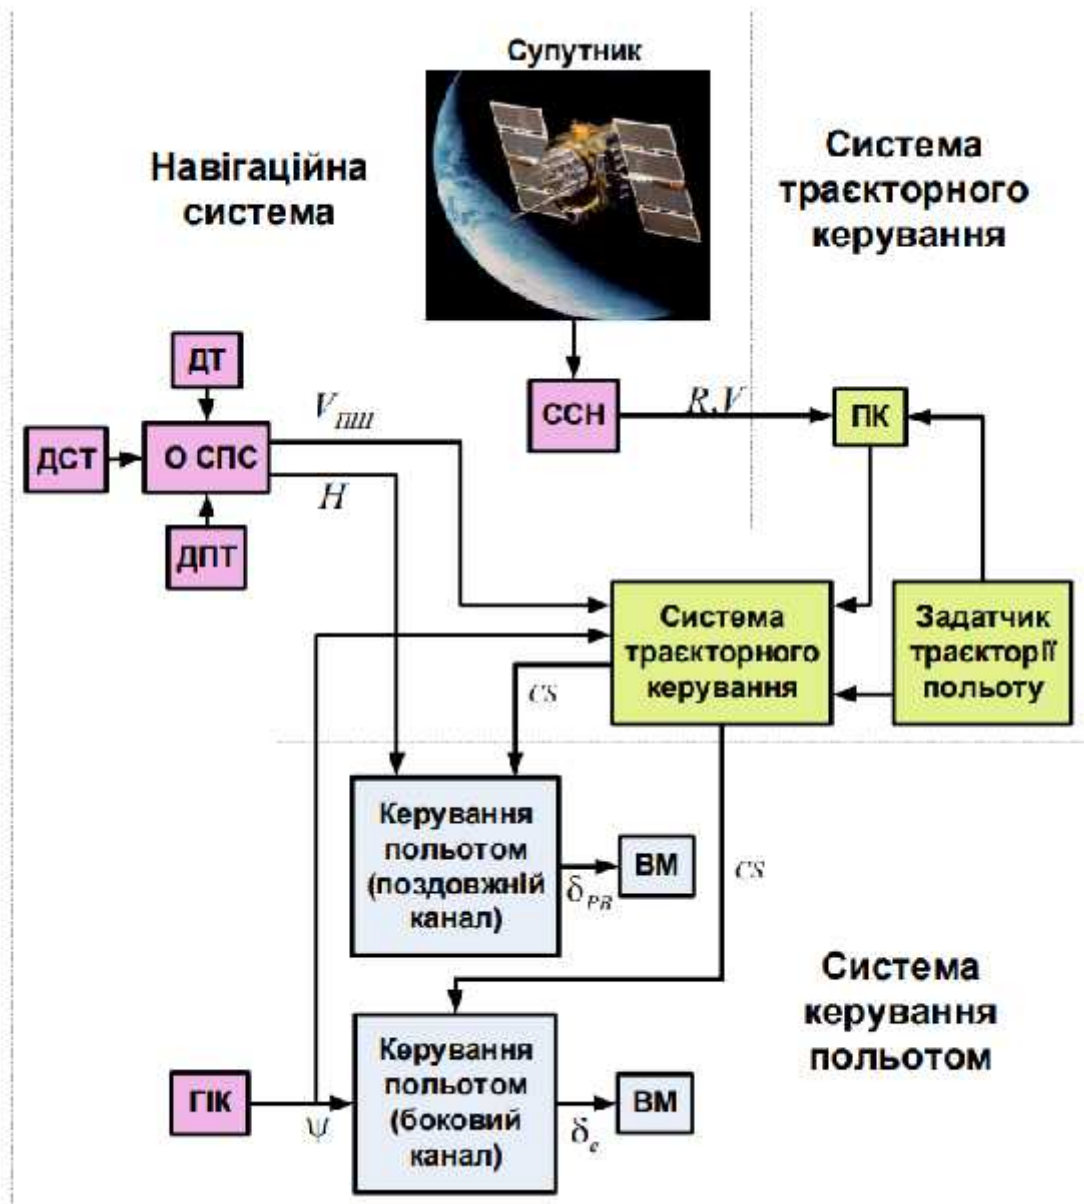 Супутник
Навігаційна
система
Система
траєкторного
керування
ДТ
V ПШ
ССН
R,V
ПК
ДСТ
О СПС
H
ДПТ
Система
траєкторного
керування
Задатчик
траєкторії
польоту
CS
Керування
польотом
(поздовжній
канал)
δ РВ
ВМ
CS
Система
керування
польотом
Керування
польотом
(боковий
канал)
ГІК
Ψ
δ e
ВМ